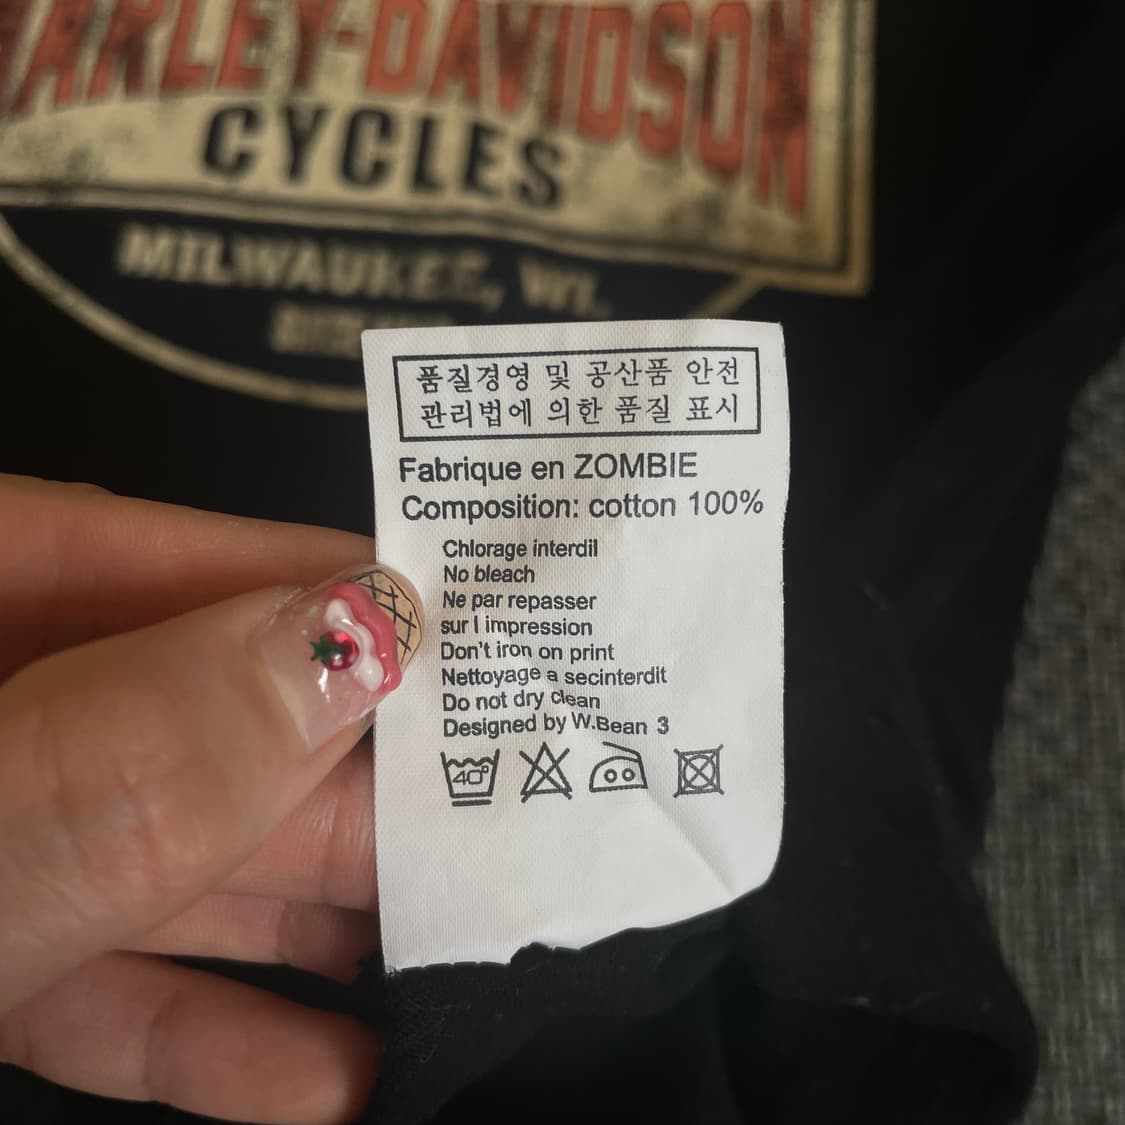 HARLEY-DAVIDSON
CYCLES
MILWAUKEE, WI.
품질경영 및 공산품 안전
관리법에 의한 품질 표시
Fabrique en ZOMBIE
Composition: cotton 100%
Chlorage interdil
No bleach
Ne par repasser
sur l impression
Don't iron on print
Nettoyage a secinterdit
Do not dry clean
Designed by W.Bean 3
40°